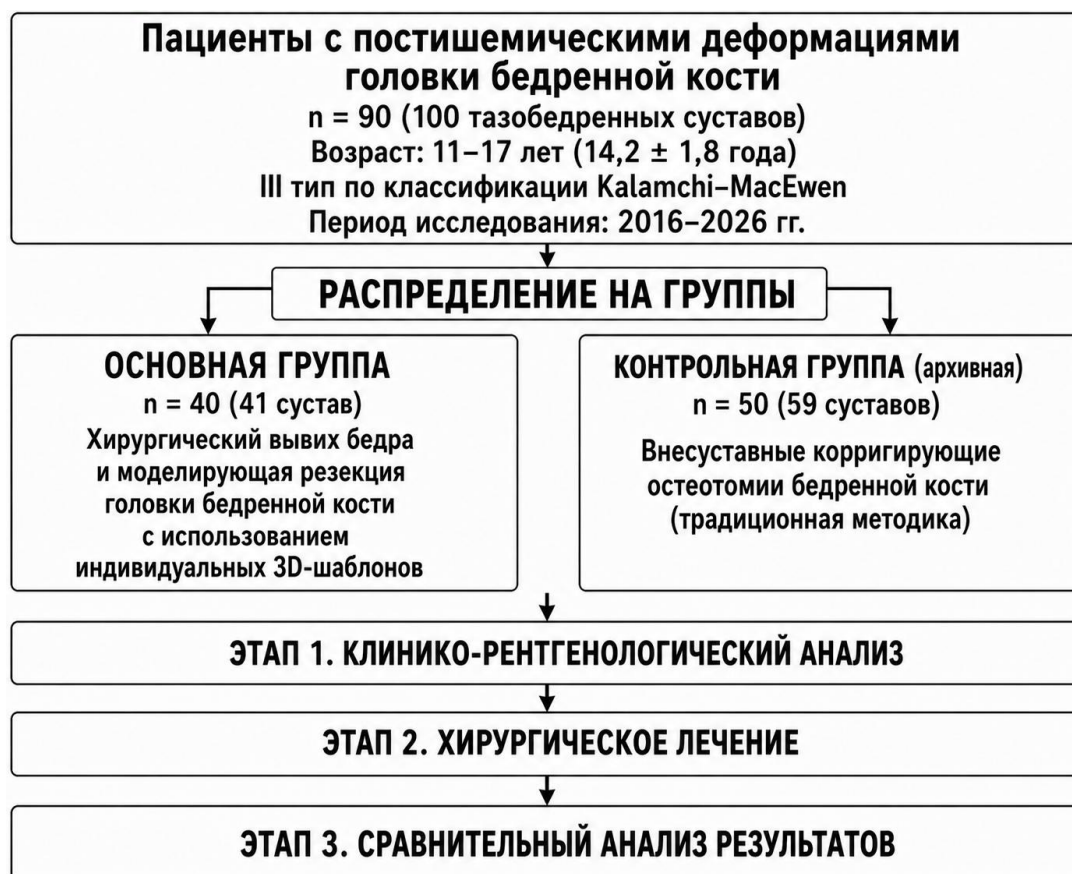 Пациенты с постишемическими деформациями
головки бедренной кости
n = 90 (100 тазобедренных суставов)
Возраст: 11–17 лет (14,2 ± 1,8 года)
III тип по классификации Kalamchi–MacEwen
Период исследования: 2016–2026 гг.
РАСПРЕДЕЛЕНИЕ НА ГРУППЫ
ОСНОВНАЯ ГРУППА
n = 40 (41 сустав)
Хирургический вывих бедра
и моделирующая резекция
головки бедренной кости
с использованием
индивидуальных 3D-шаблонов
КОНТРОЛЬНАЯ ГРУППА (архивная)
n = 50 (59 суставов)
Внесуставные корригирующие
остеотомии бедренной кости
(традиционная методика)
ЭТАП 1. КЛИНИКО-РЕНТГЕНОЛОГИЧЕСКИЙ АНАЛИЗ
ЭТАП 2. ХИРУРГИЧЕСКОЕ ЛЕЧЕНИЕ
ЭТАП 3. СРАВНИТЕЛЬНЫЙ АНАЛИЗ РЕЗУЛЬТАТОВ